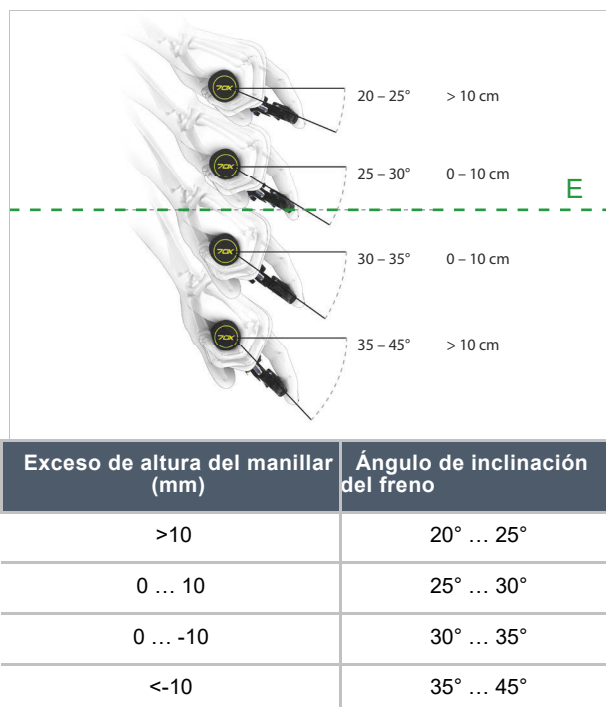 20 – 25° > 10 cm
25 – 30° 0 – 10 cm
E
30 – 35° 0 – 10 cm
35 – 45° > 10 cm
Exceso de altura del manillar (mm) Ángulo de inclinación del freno
>10 20° … 25°
0 … 10 25° … 30°
0 … -10 30° … 35°
<-10 35° … 45°